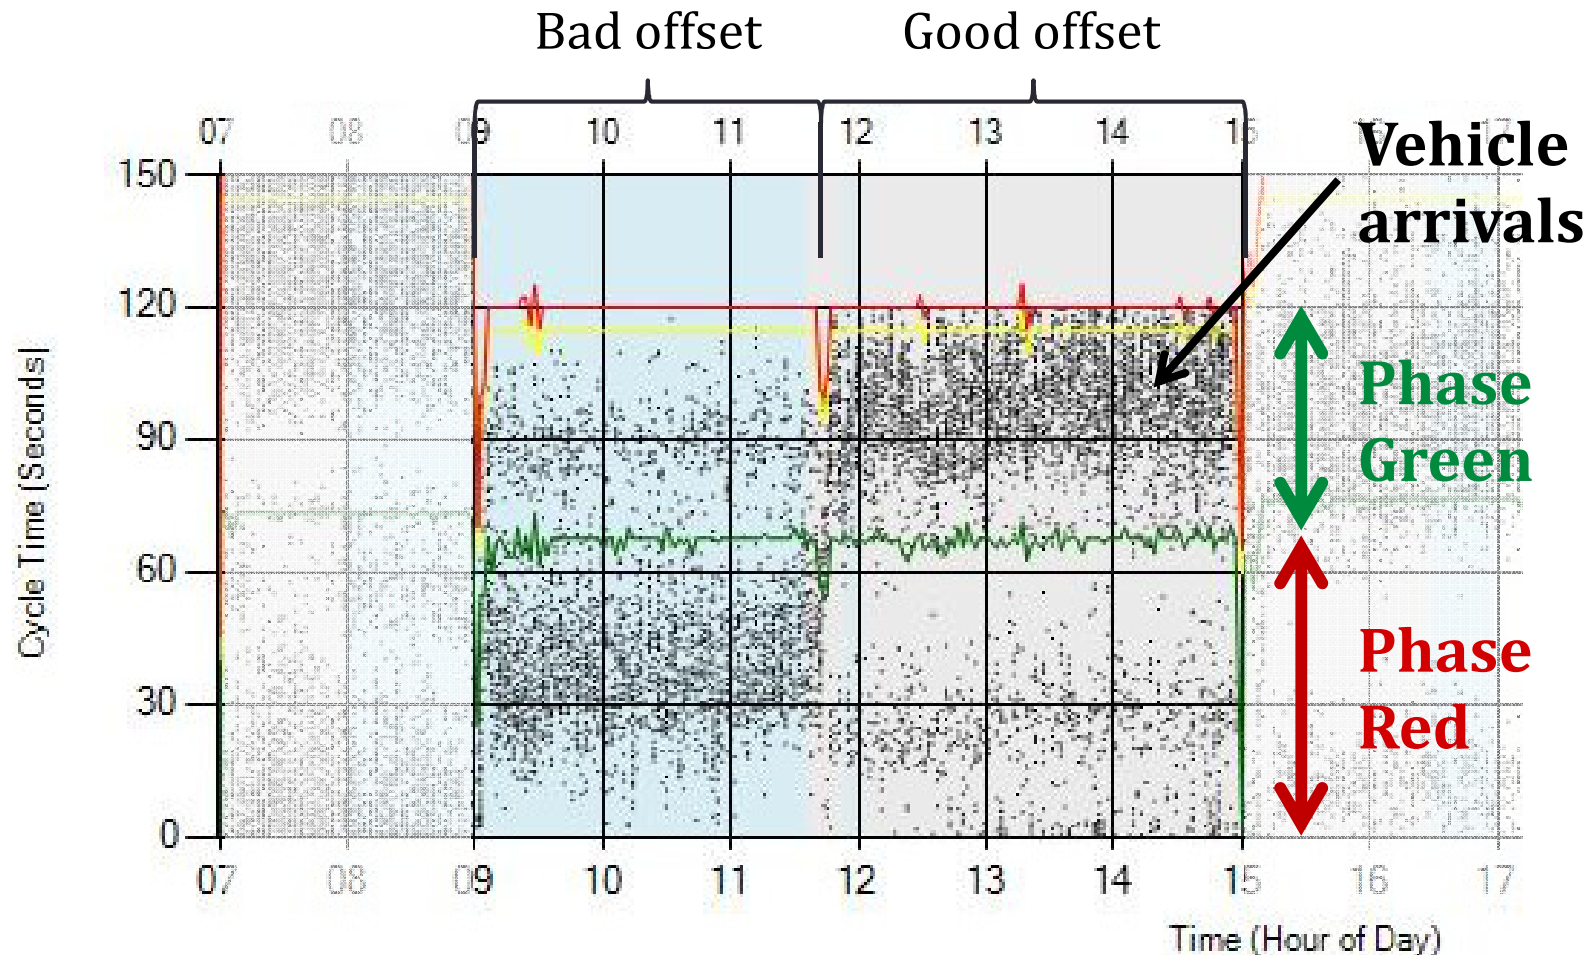 Bad offset Good offset
07 08 09 10 11 12 13 14 15 16 17
Vehicle
arrivals
150
120
90
60
30
0
Cycle Time (Seconds)
Phase
Green
Phase
Red
07 08 09 10 11 12 13 14 15 16 17
Time (Hour of Day)